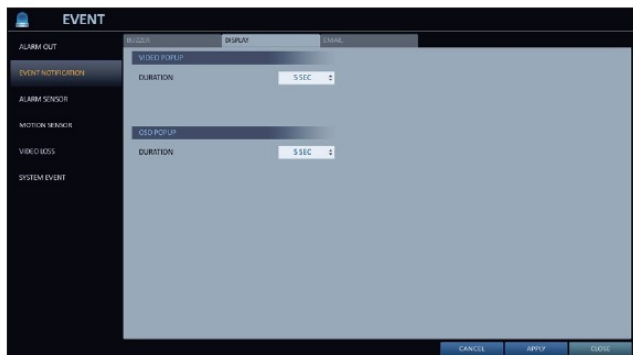 EVENT
BUZZER DISPLAY EMAIL
ALARM OUT
VIDEO POPUP
EVENT NOTIFICATION
DURATION 5 SEC
ALARM SENSOR
MOTION SENSOR
OSD POPUP
VIDEO LOSS
DURATION 5 SEC
SYSTEM EVENT
CANCEL APPLY CLOSE